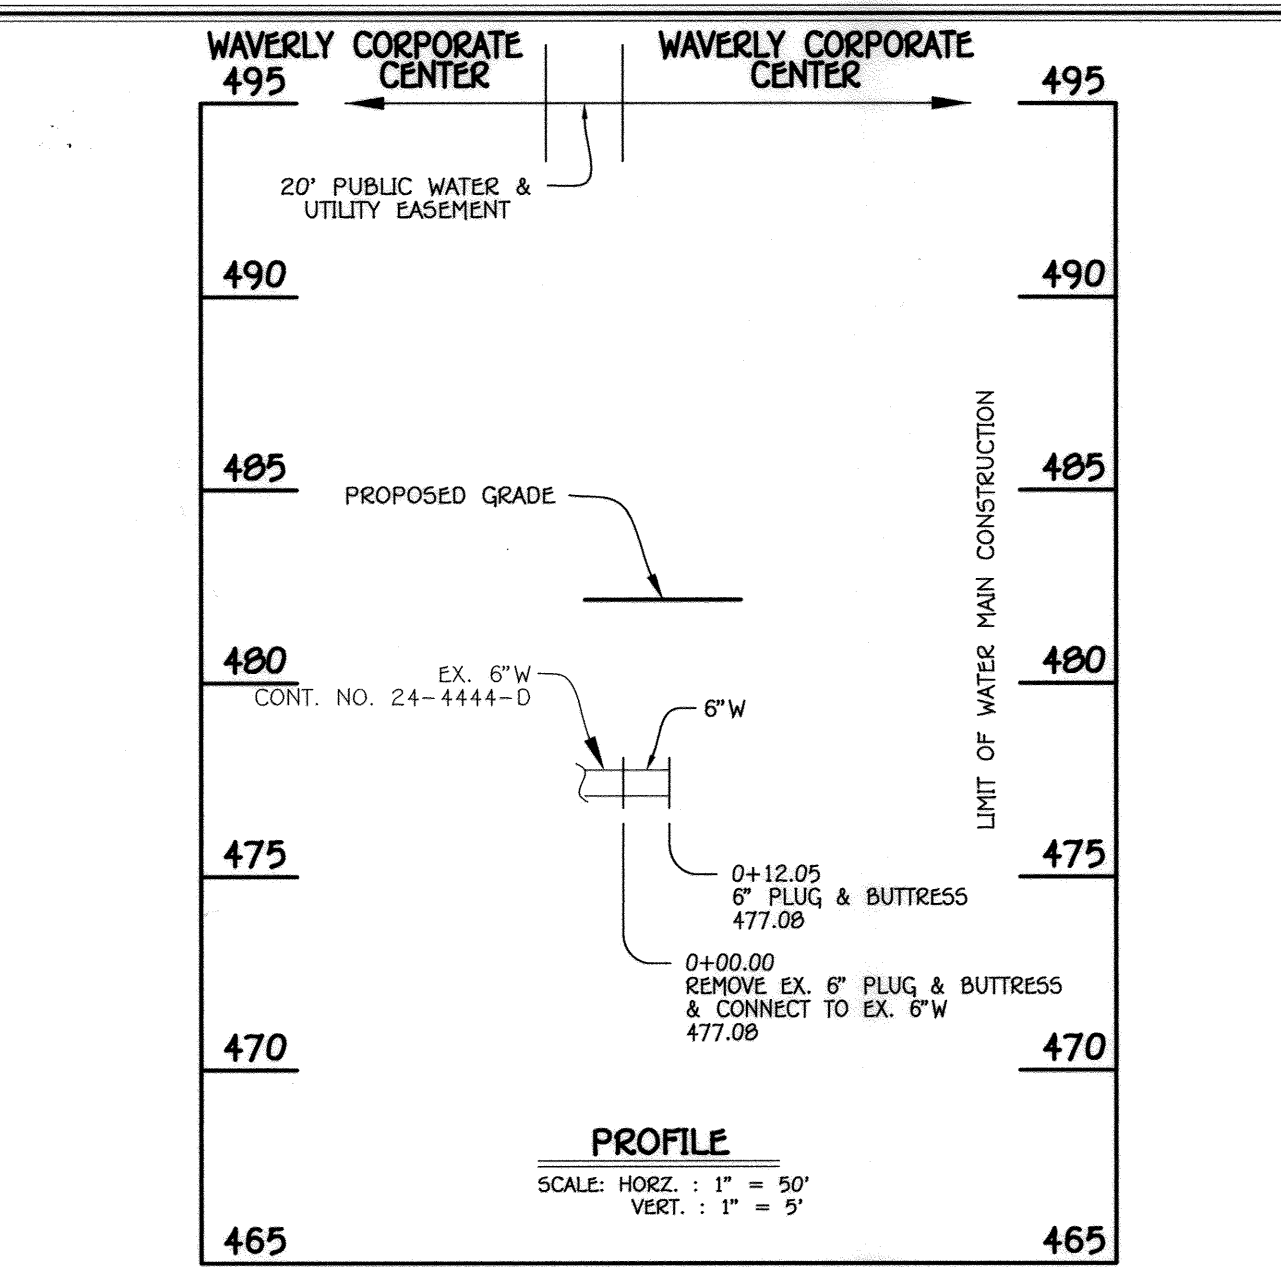 WAVERLY CORPORATE
CENTER
WAVERLY CORPORATE
CENTER
495
495
20' PUBLIC WATER &
UTILITY EASEMENT
490
490
485
485
PROPOSED GRADE
LIMIT OF WATER MAIN CONSTRUCTION
480
480
EX. 6"W
CONT. NO. 24-4444-D
6"W
475
475
0+12.05
6" PLUG & BUTTRESS
477.08
0+00.00
REMOVE EX. 6" PLUG & BUTTRESS
& CONNECT TO EX. 6"W
477.08
470
470
PROFILE
SCALE: HORZ. : 1" = 50'
VERT. : 1" = 5'
465
465